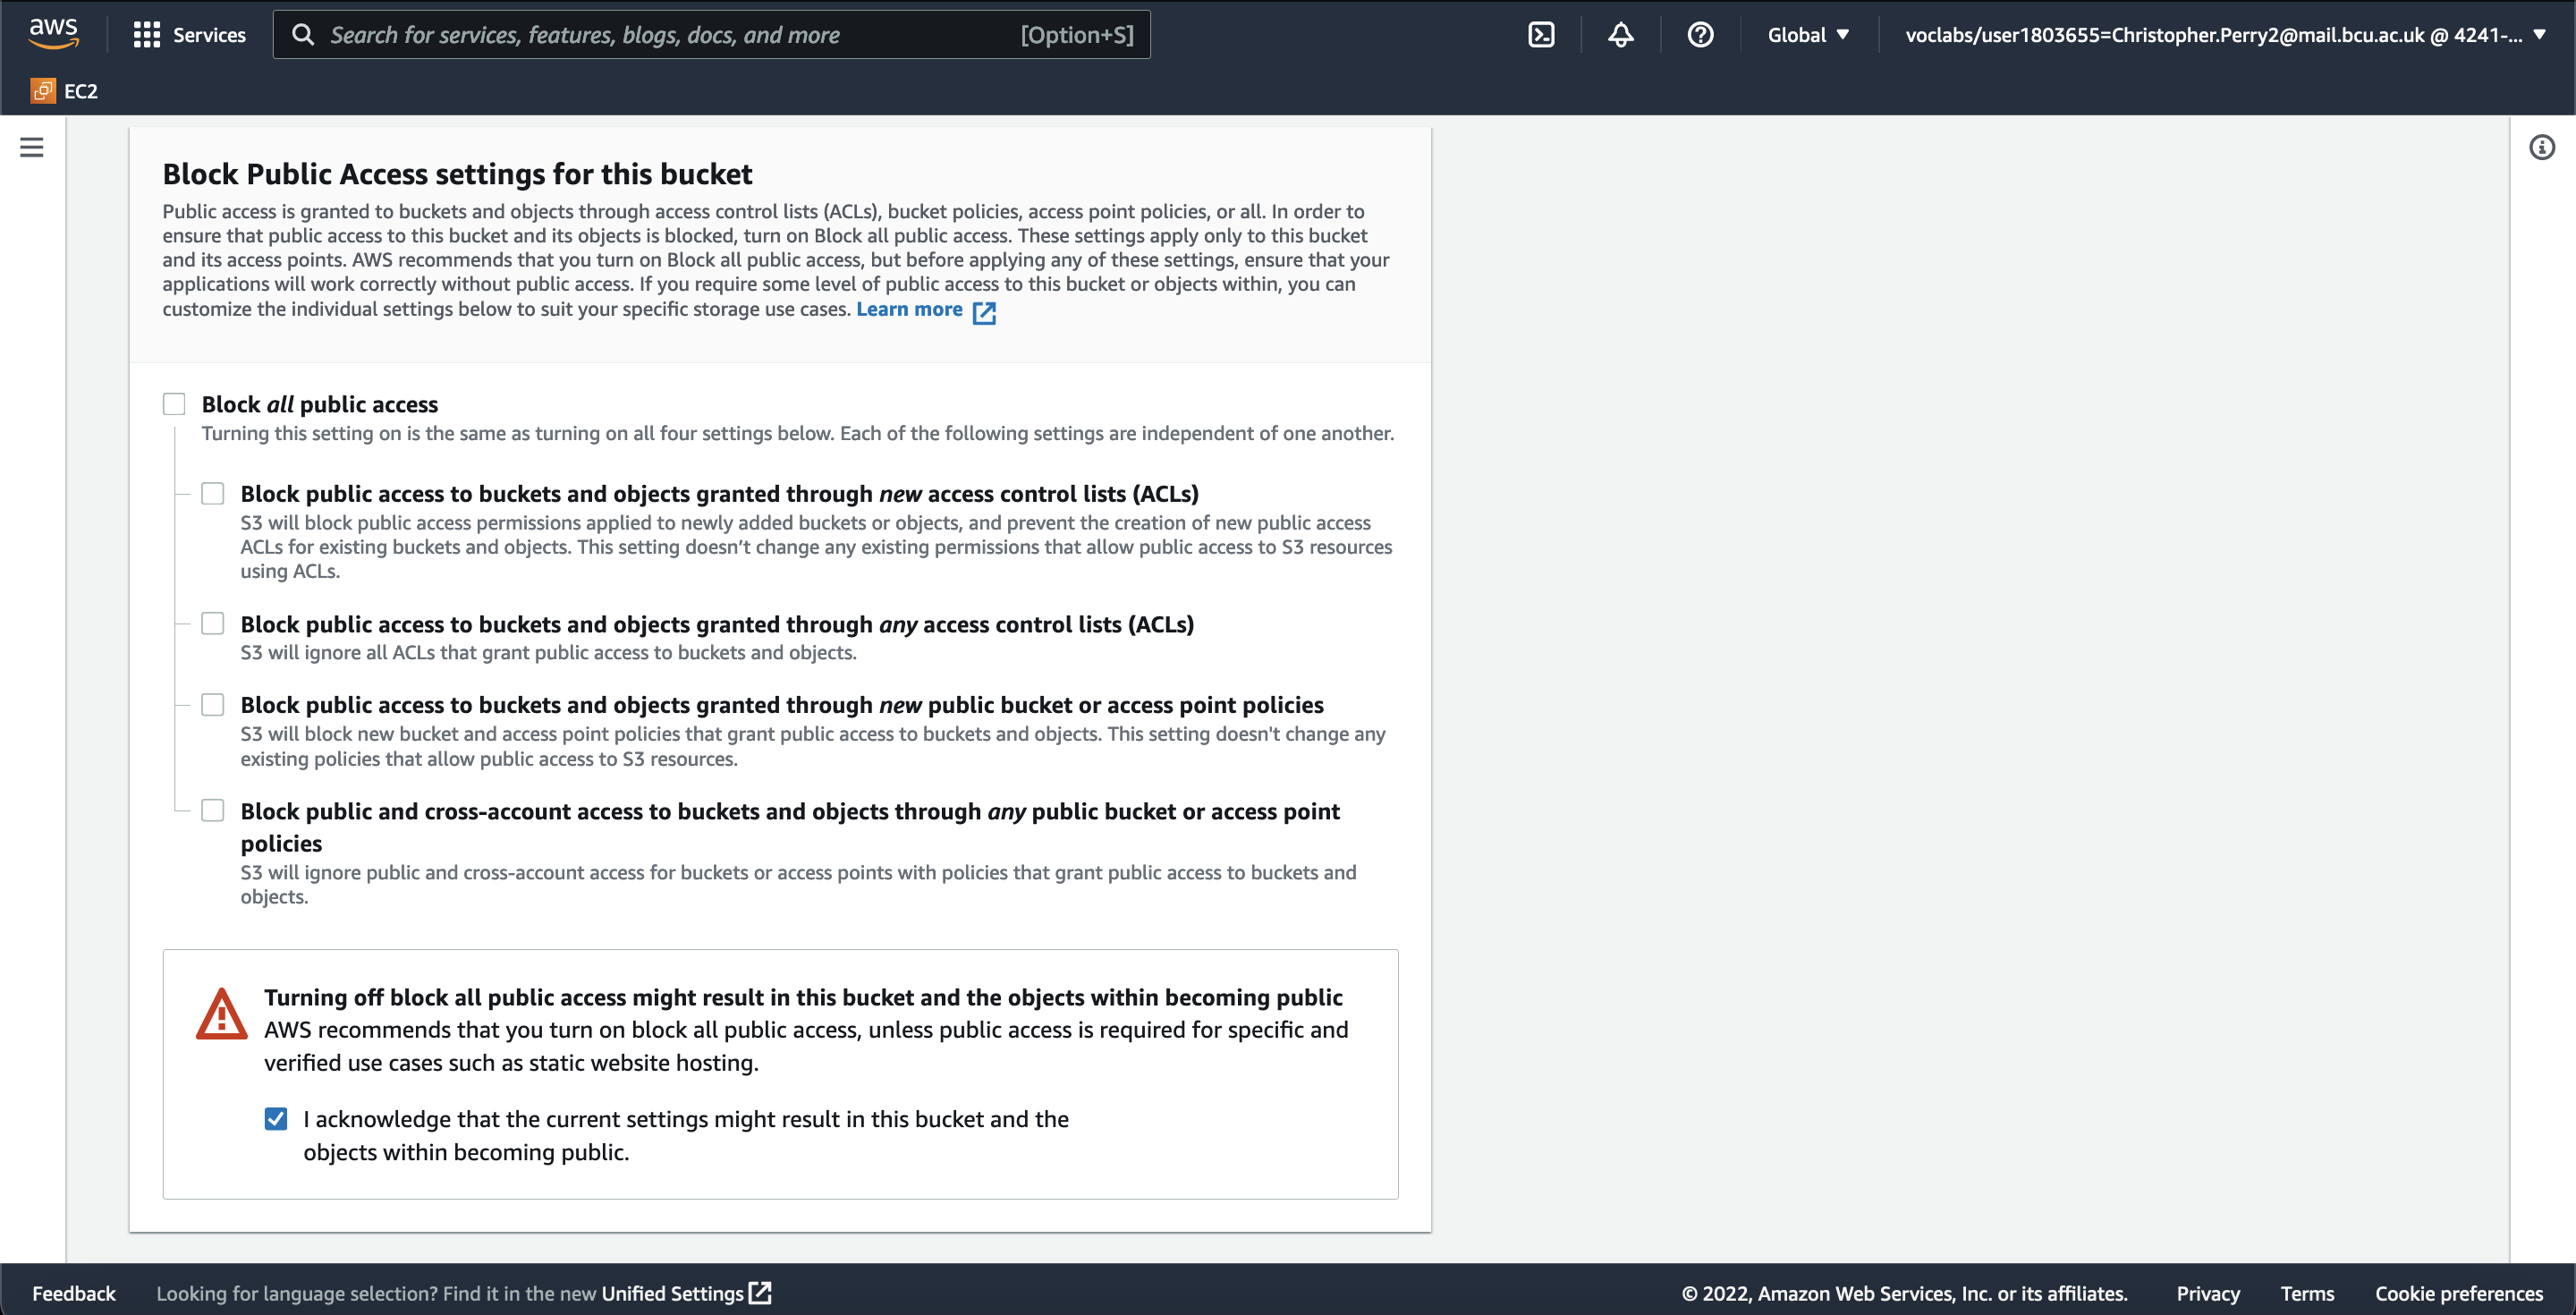 aws
Services
Search for services, features, blogs, docs, and more
[Option+S]
Global
voclabs/user1803655=Christopher.Perry2@mail.bcu.ac.uk @ 4241-...
EC2
Block Public Access settings for this bucket
Public access is granted to buckets and objects through access control lists (ACLs), bucket policies, access point policies, or all. In order to
ensure that public access to this bucket and its objects is blocked, turn on Block all public access. These settings apply only to this bucket
and its access points. AWS recommends that you turn on Block all public access, but before applying any of these settings, ensure that your
applications will work correctly without public access. If you require some level of public access to this bucket or objects within, you can
customize the individual settings below to suit your specific storage use cases. Learn more
Block all public access
Turning this setting on is the same as turning on all four settings below. Each of the following settings are independent of one another.
Block public access to buckets and objects granted through new access control lists (ACLs)
S3 will block public access permissions applied to newly added buckets or objects, and prevent the creation of new public access
ACLs for existing buckets and objects. This setting doesn’t change any existing permissions that allow public access to S3 resources
using ACLs.
Block public access to buckets and objects granted through any access control lists (ACLs)
S3 will ignore all ACLs that grant public access to buckets and objects.
Block public access to buckets and objects granted through new public bucket or access point policies
S3 will block new bucket and access point policies that grant public access to buckets and objects. This setting doesn't change any
existing policies that allow public access to S3 resources.
Block public and cross-account access to buckets and objects through any public bucket or access point
policies
S3 will ignore public and cross-account access for buckets or access points with policies that grant public access to buckets and
objects.
Turning off block all public access might result in this bucket and the objects within becoming public
AWS recommends that you turn on block all public access, unless public access is required for specific and
verified use cases such as static website hosting.
I acknowledge that the current settings might result in this bucket and the
objects within becoming public.
Feedback
Looking for language selection? Find it in the new Unified Settings
© 2022, Amazon Web Services, Inc. or its affiliates.
Privacy
Terms
Cookie preferences